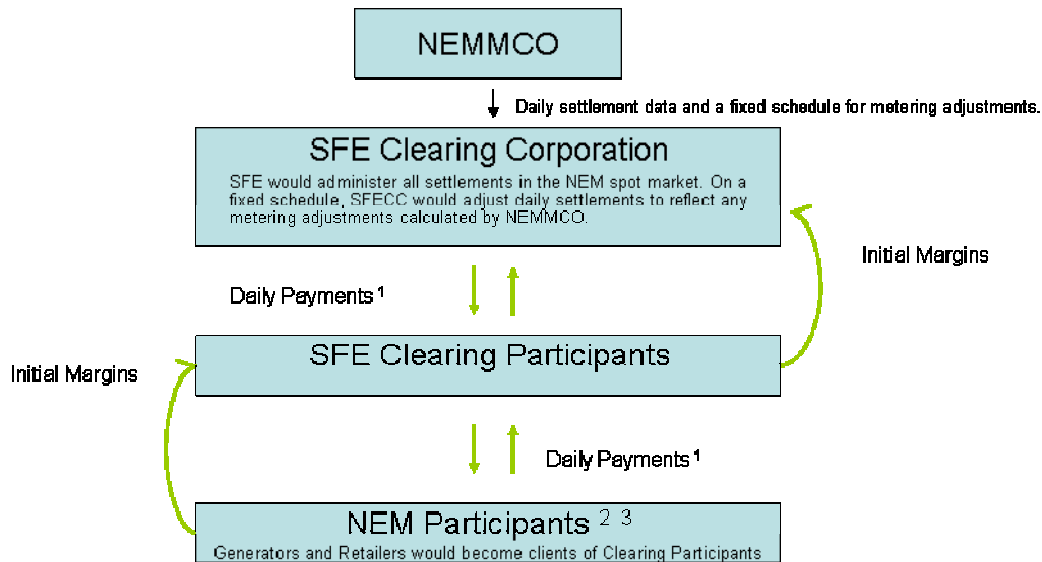 NEMMCO
Daily settlement data and a fixed schedule for metering adjustments.
SFE Clearing Corporation
SFE would administer all settlements in the NEM spot market. On a
fixed schedule, SFECC would adjust daily settlements to reflect any
metering adjustments calculated by NEMMCO.
Initial Margins
Daily Payments ¹
SFE Clearing Participants
Initial Margins
Daily Payments ¹
NEM Participants ² ³
Generators and Retailers would become clients of Clearing Participants